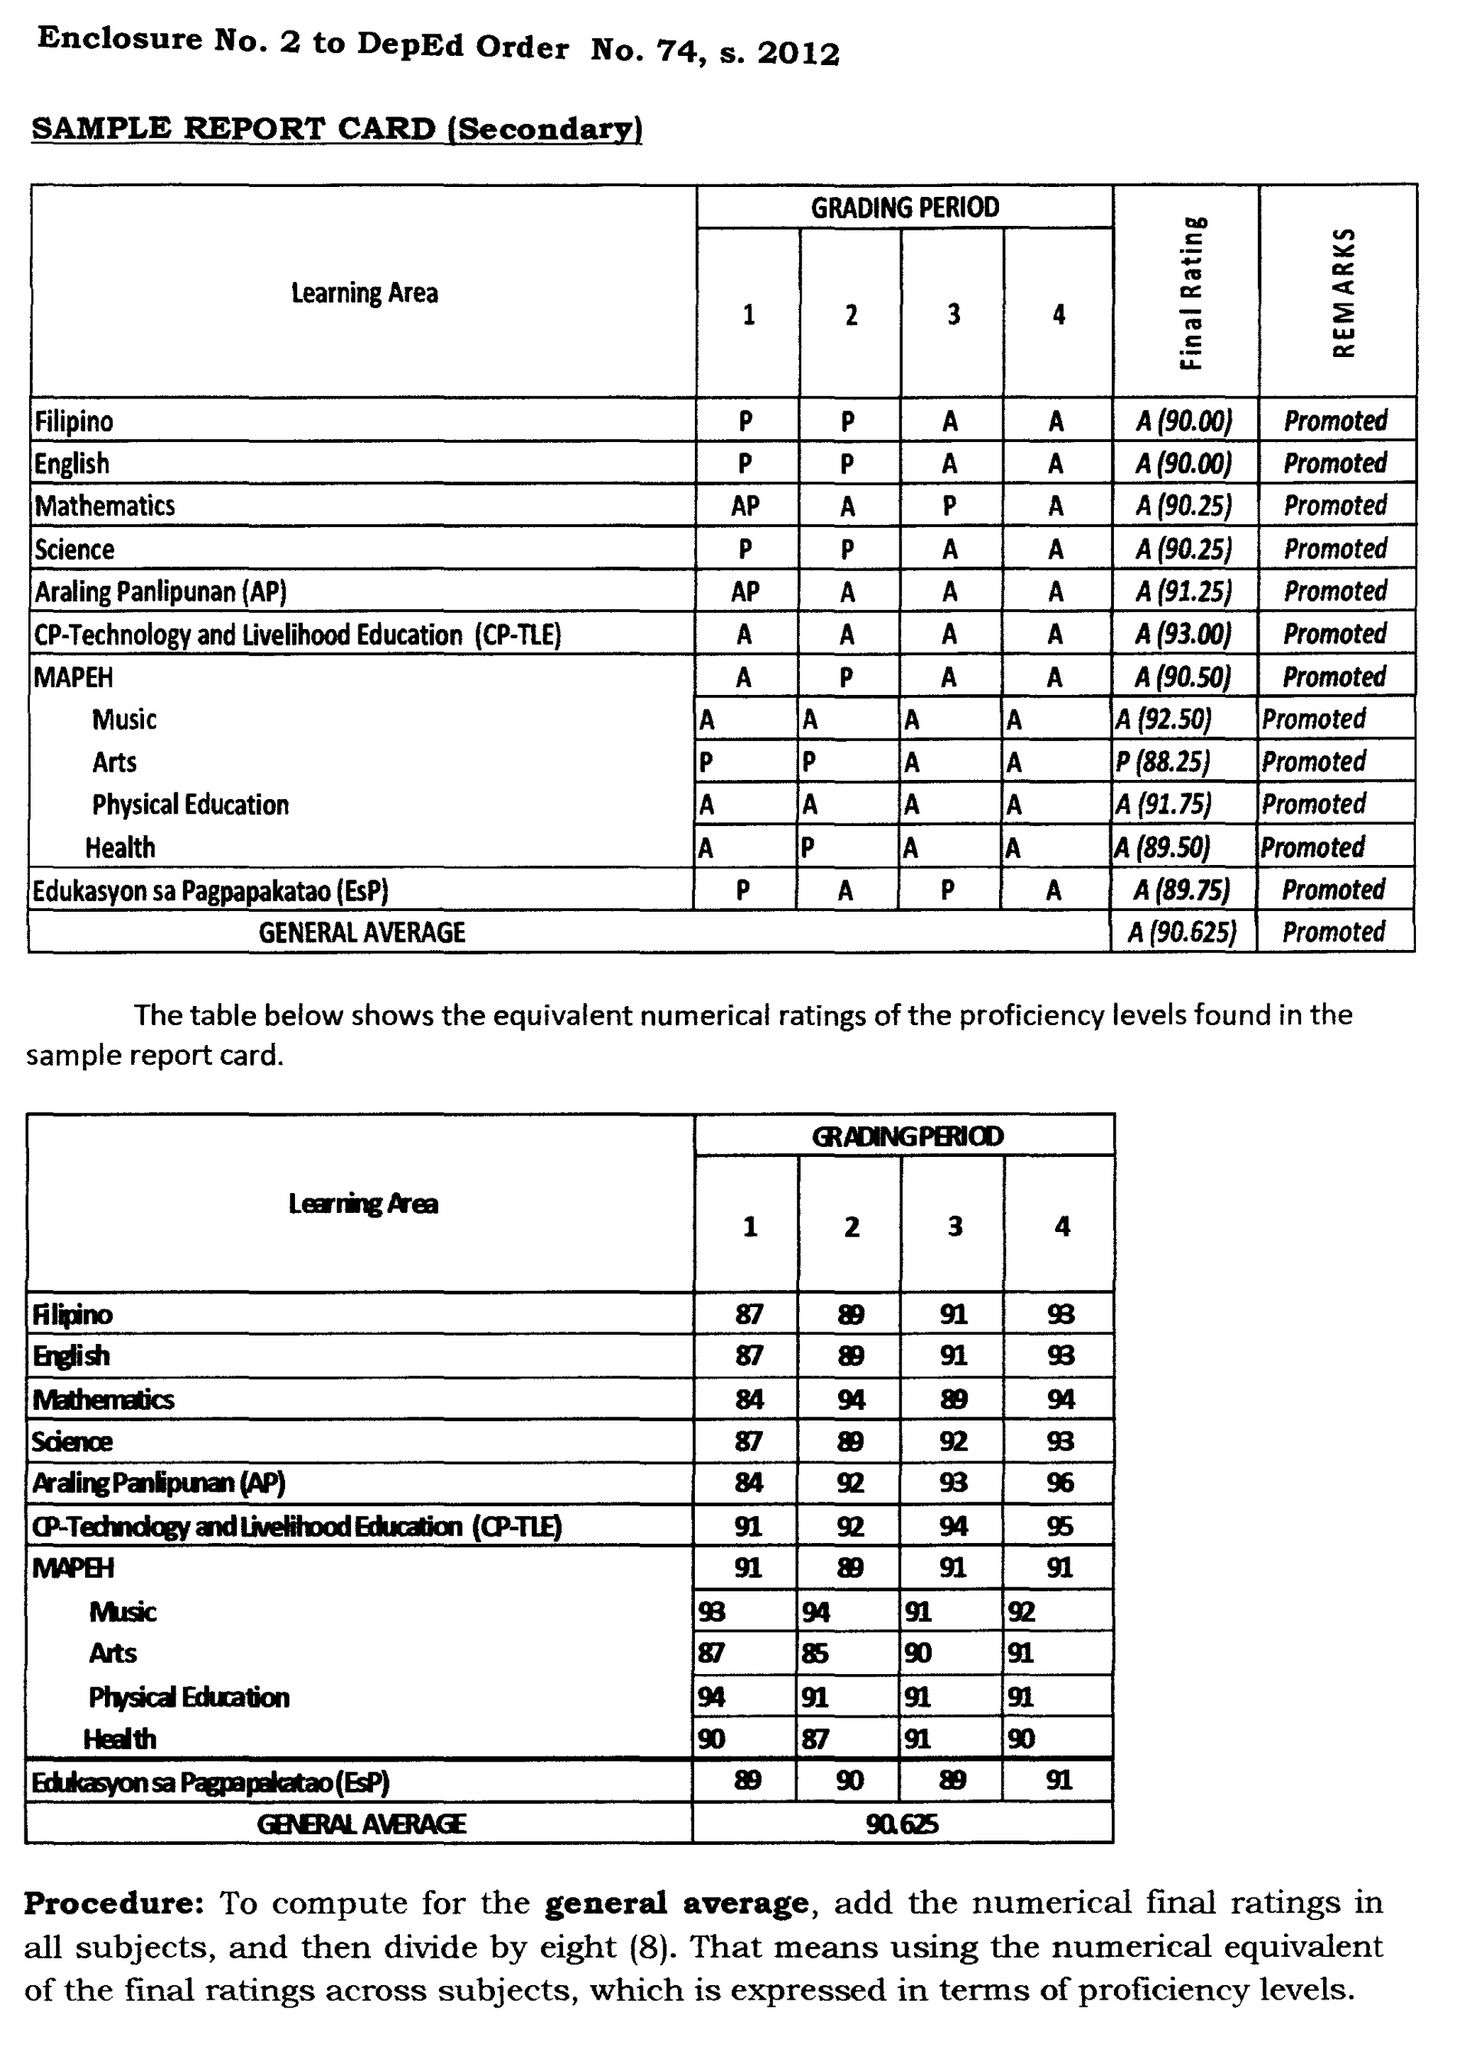 Enclosure No. 2 to DepEd Order No. 74, s. 2012
SAMPLE REPORT CARD (Secondary)
Learning Area GRADING PERIOD Final Rating REMARKS
1 2 3 4
Filipino P P A A A (90.00) Promoted
English P P A A A (90.00) Promoted
Mathematics AP A P A A (90.25) Promoted
Science P P A A A (90.25) Promoted
Araling Panlipunan (AP) AP A A A A (91.25) Promoted
CP-Technology and Livelihood Education (CP-TLE) A A A A A (93.00) Promoted
MAPEH A P A A A (90.50) Promoted
Music A A A A A (92.50) Promoted
Arts P P A A P (88.25) Promoted
Physical Education A A A A A (91.75) Promoted
Health A P A A A (89.50) Promoted
Edukasyon sa Pagpapakatao (EsP) P A P A A (89.75) Promoted
GENERAL AVERAGE A (90.625) Promoted
The table below shows the equivalent numerical ratings of the proficiency levels found in the
sample report card.
Learning Area GRADING PERIOD
1 2 3 4
Filipino 87 89 91 93
English 87 89 91 93
Mathematics 84 94 89 94
Science 87 89 92 93
Araling Panlipunan (AP) 84 92 93 96
CP-Technology and Livelihood Education (CP-TLE) 91 92 94 95
MAPEH 91 89 91 91
Music 93 94 91 92
Arts 87 85 90 91
Physical Education 94 91 91 91
Health 90 87 91 90
Edukasyon sa Pagpapakatao (EsP) 89 90 89 91
GENERAL AVERAGE 90.625
Procedure: To compute for the general average, add the numerical final ratings in
all subjects, and then divide by eight (8). That means using the numerical equivalent
of the final ratings across subjects, which is expressed in terms of proficiency levels.